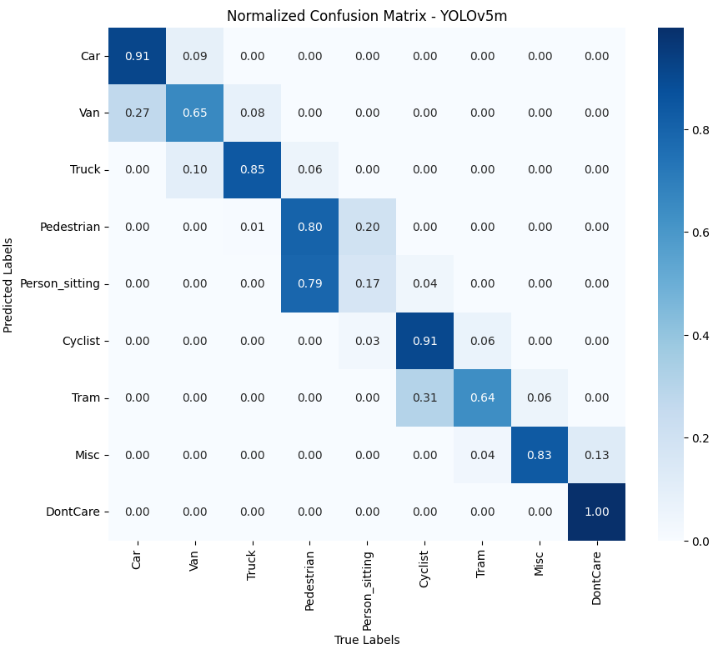 Normalized Confusion Matrix - YOLOv5m
Car 0.91 0.09 0.00 0.00 0.00 0.00 0.00 0.00 0.00
Van 0.27 0.65 0.08 0.00 0.00 0.00 0.00 0.00 0.00
Truck 0.00 0.10 0.85 0.06 0.00 0.00 0.00 0.00 0.00
Pedestrian 0.00 0.00 0.01 0.80 0.20 0.00 0.00 0.00 0.00
Person_sitting 0.00 0.00 0.00 0.79 0.17 0.04 0.00 0.00 0.00
Cyclist 0.00 0.00 0.00 0.00 0.03 0.91 0.06 0.00 0.00
Tram 0.00 0.00 0.00 0.00 0.00 0.31 0.64 0.06 0.00
Misc 0.00 0.00 0.00 0.00 0.00 0.00 0.04 0.83 0.13
DontCare 0.00 0.00 0.00 0.00 0.00 0.00 0.00 0.00 1.00
Predicted Labels
Car Van Truck Pedestrian Person_sitting Cyclist Tram Misc DontCare
True Labels
0.8
0.6
0.4
0.2
0.0